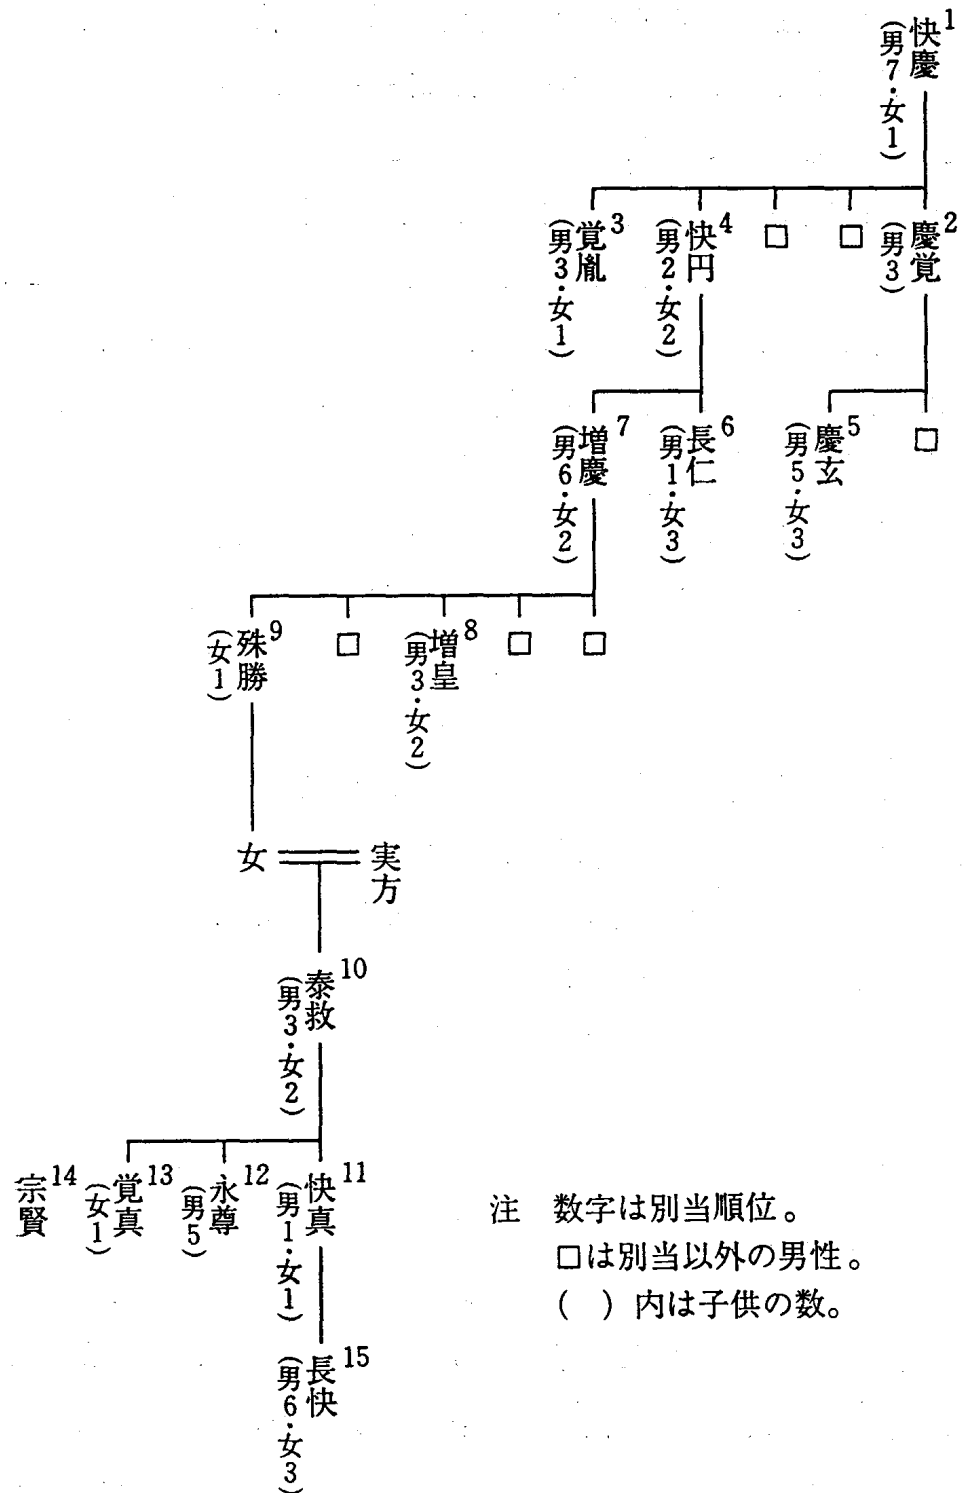 快慶1
(男7・女1)
慶覚2
(男3)
□
□
快円4
(男2・女2)
覚胤3
(男3・女1)
□
慶玄5
(男5・女3)
長仁6
(男1・女3)
増慶7
(男6・女2)
□
□
増皇8
(男3・女2)
□
殊勝9
(女1)
実方
女
泰救10
(男3・女2)
快真11
(男1・女1)
永尊12
(男5)
覚真13
(女1)
宗賢14
長快15
(男6・女3)
注 数字は別当順位。
□は別当以外の男性。
( )内は子供の数。